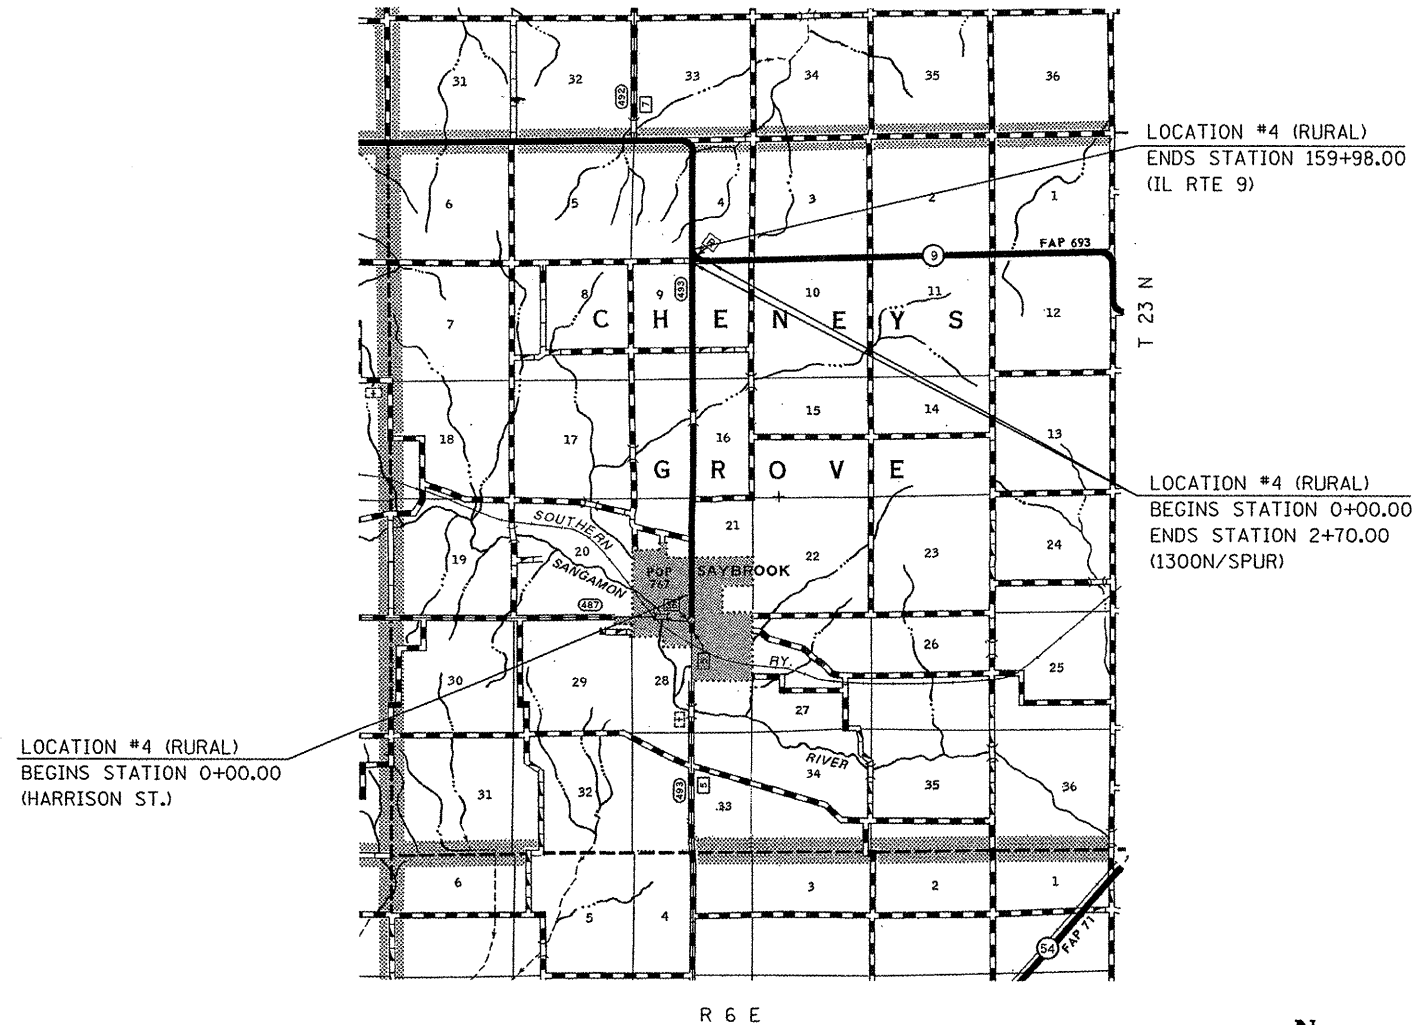 31
32
33
34
35
36
492
7
LOCATION #4 (RURAL)
ENDS STATION 159+98.00
(IL RTE 9)
6
5
4
3
2
1
FAP 693
9
T 23 N
7
8
9
493
10
11
12
CHENEYS
18
17
16
15
14
13
GROVE
LOCATION #4 (RURAL)
BEGINS STATION 0+00.00
ENDS STATION 2+70.00
(1300N/SPUR)
19
20
21
22
23
24
SOUTHERN
SANGAMON
POP
767
SAYBROOK
487
RY.
30
29
28
27
26
25
LOCATION #4 (RURAL)
BEGINS STATION 0+00.00
(HARRISON ST.)
RIVER
31
32
493
5
33
34
35
36
6
5
4
3
2
1
54
FAP 71
R 6 E
N